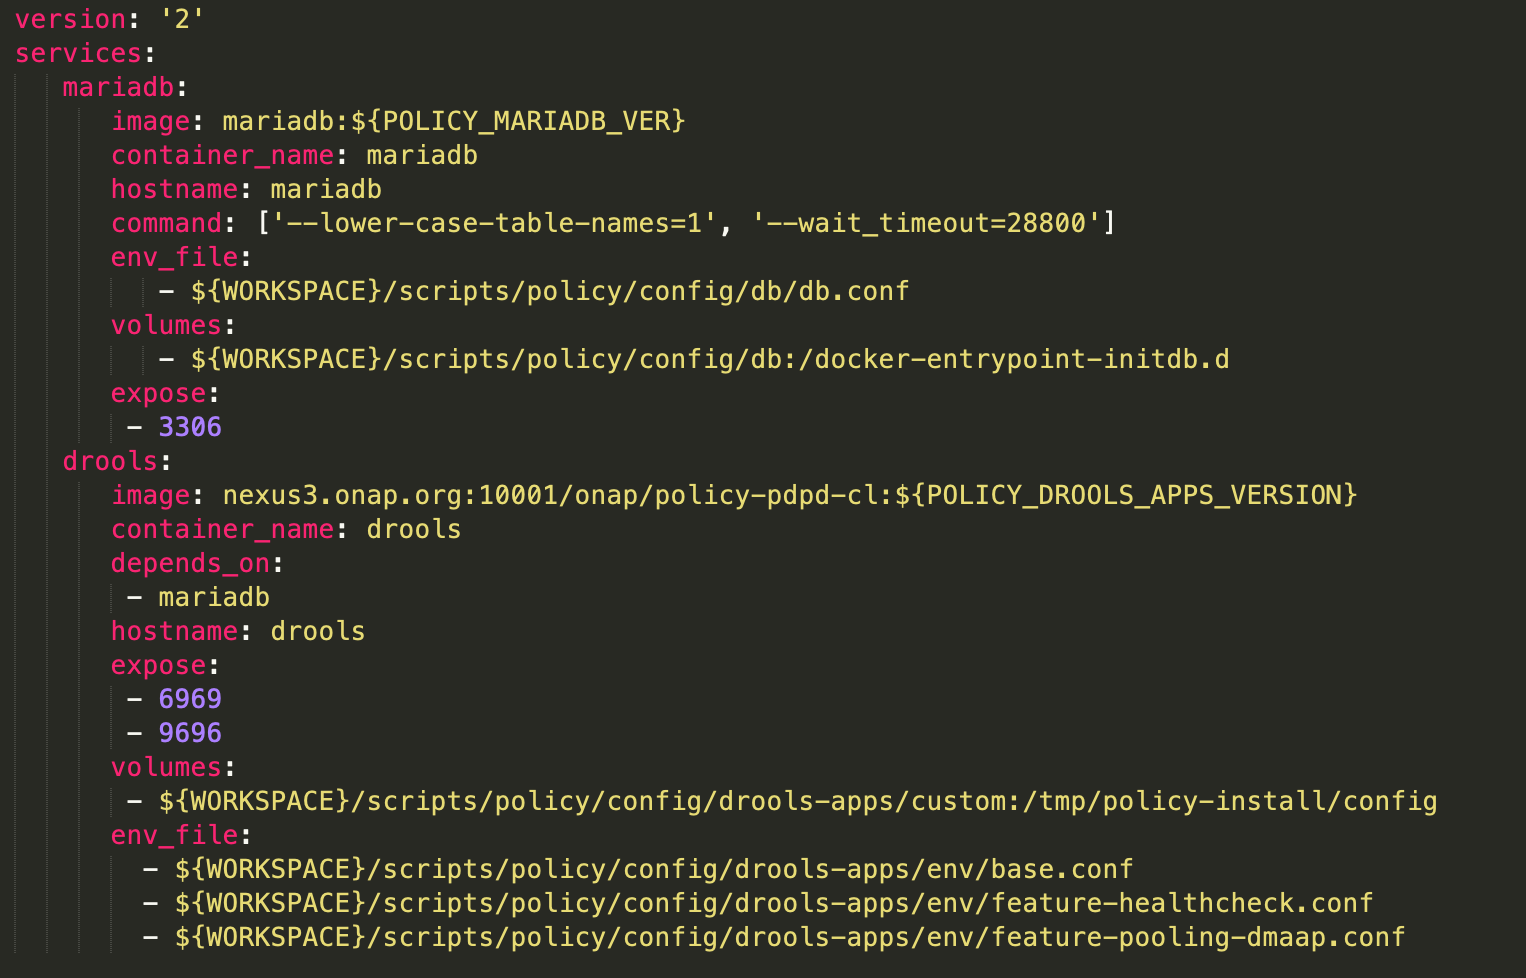 version: '2'
services:
   mariadb:
      image: mariadb:${POLICY_MARIADB_VER}
      container_name: mariadb
      hostname: mariadb
      command: ['--lower-case-table-names=1', '--wait_timeout=28800']
      env_file:
         - ${WORKSPACE}/scripts/policy/config/db/db.conf
      volumes:
         - ${WORKSPACE}/scripts/policy/config/db:/docker-entrypoint-initdb.d
      expose:
       - 3306
   drools:
      image: nexus3.onap.org:10001/onap/policy-pdpd-cl:${POLICY_DROOLS_APPS_VERSION}
      container_name: drools
      depends_on:
       - mariadb
      hostname: drools
      expose:
       - 6969
       - 9696
      volumes:
       - ${WORKSPACE}/scripts/policy/config/drools-apps/custom:/tmp/policy-install/config
      env_file:
        - ${WORKSPACE}/scripts/policy/config/drools-apps/env/base.conf
        - ${WORKSPACE}/scripts/policy/config/drools-apps/env/feature-healthcheck.conf
        - ${WORKSPACE}/scripts/policy/config/drools-apps/env/feature-pooling-dmaap.conf